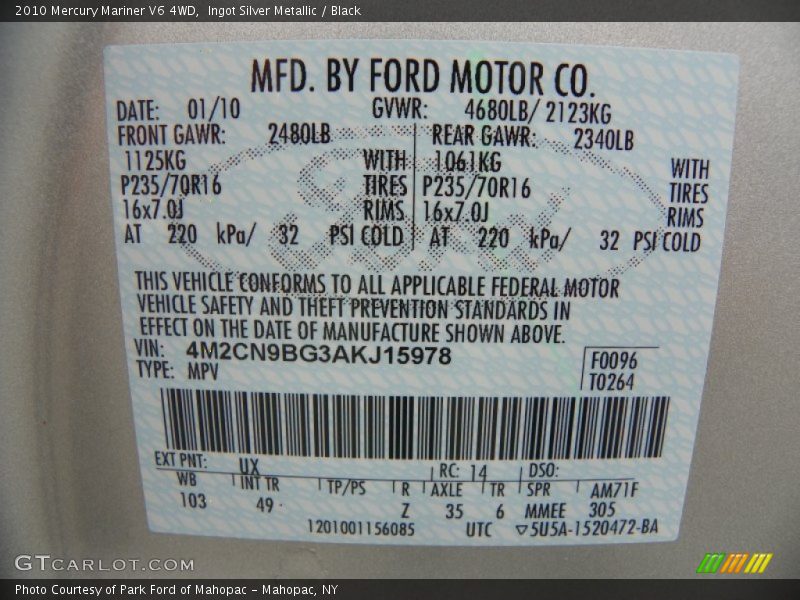 2010 Mercury Mariner V6 4WD,  Ingot Silver Metallic / Black
MFD. BY FORD MOTOR CO.
DATE: 01/10 GVWR: 4680LB/ 2123KG
FRONT GAWR: 2480LB REAR GAWR: 2340LB
1125KG WITH 1061KG WITH
P235/70R16 TIRES P235/70R16 TIRES
16x7.0J RIMS 16x7.0J RIMS
AT 220 kPa/ 32 PSI COLD AT 220 kPa/ 32 PSI COLD
THIS VEHICLE CONFORMS TO ALL APPLICABLE FEDERAL MOTOR
VEHICLE SAFETY AND THEFT PREVENTION STANDARDS IN
EFFECT ON THE DATE OF MANUFACTURE SHOWN ABOVE.
VIN: 4M2CN9BG3AKJ15978 F0096
TYPE: MPV T0264
EXT PNT: UX RC: 14 DSO:
WB INT TR TP/PS R AXLE TR SPR AM71F
103 49 Z 35 6 MMEE 305
1201001156085 UTC ▽5U5A-1520472-BA
GTCARLOT.COM
Photo Courtesy of Park Ford of Mahopac - Mahopac, NY